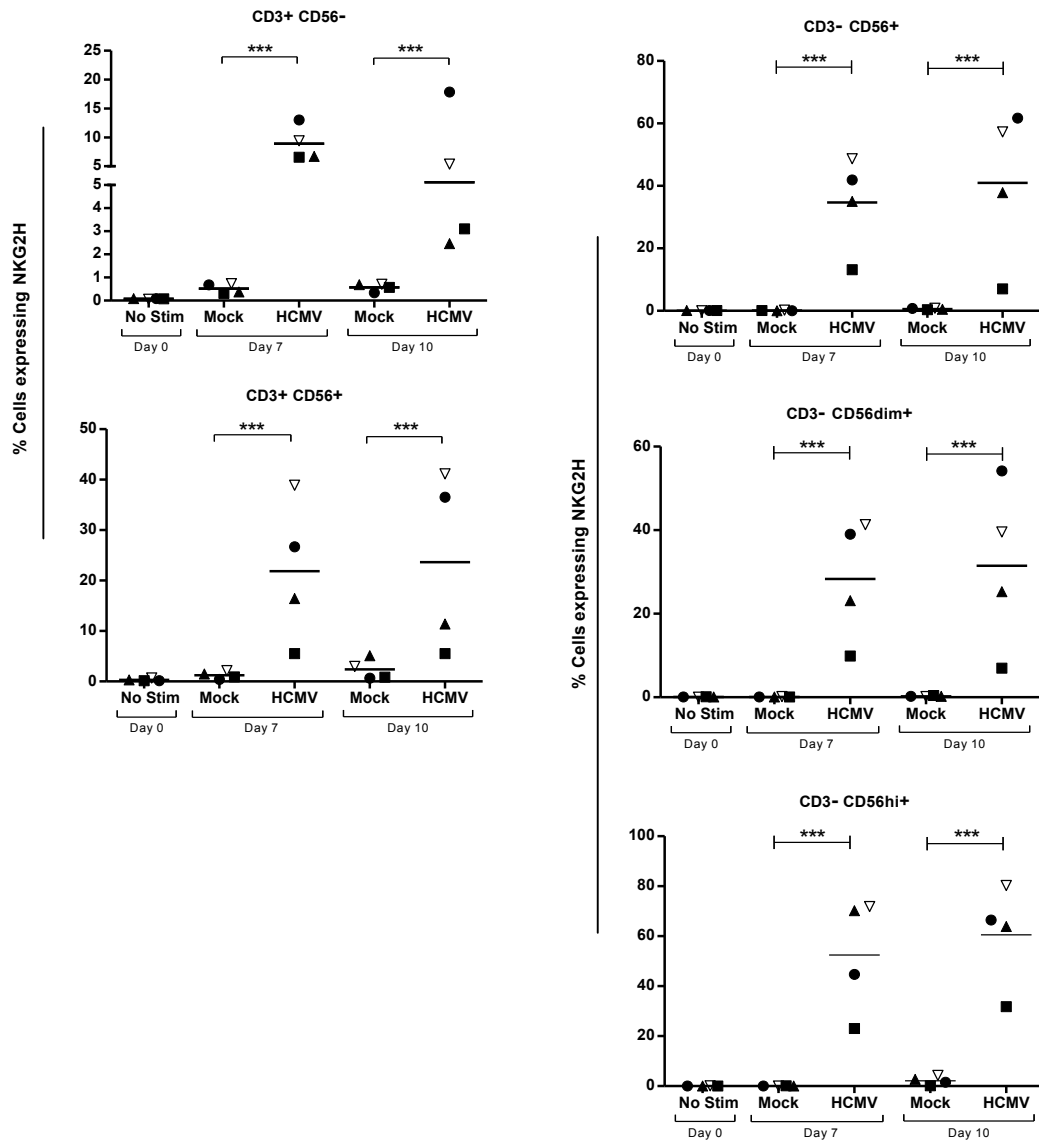 % Cells expressing NKG2H
CD3+ CD56-
***
***
25
20
15
10
5
5
4
3
2
1
0
No Stim Mock HCMV Mock HCMV
Day 0 Day 7 Day 10
CD3+ CD56+
***
***
50
40
30
20
10
0
No Stim Mock HCMV Mock HCMV
Day 0 Day 7 Day 10
% Cells expressing NKG2H
CD3- CD56+
***
***
80
60
40
20
0
No Stim Mock HCMV Mock HCMV
Day 0 Day 7 Day 10
CD3- CD56dim+
***
***
60
40
20
0
No Stim Mock HCMV Mock HCMV
Day 0 Day 7 Day 10
CD3- CD56hi+
***
***
100
80
60
40
20
0
No Stim Mock HCMV Mock HCMV
Day 0 Day 7 Day 10